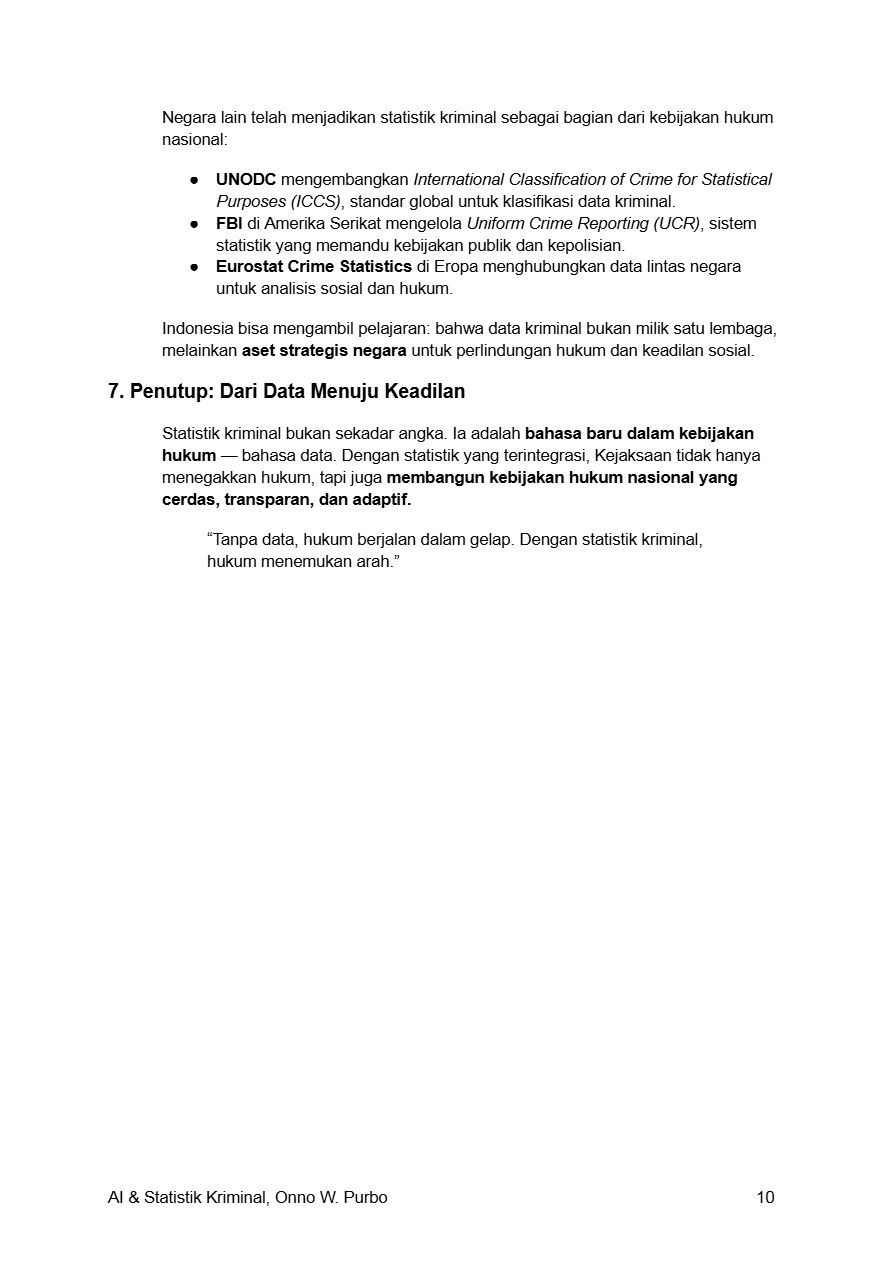 Negara lain telah menjadikan statistik kriminal sebagai bagian dari kebijakan hukum
nasional:
● UNODC mengembangkan International Classification of Crime for Statistical
Purposes (ICCS), standar global untuk klasifikasi data kriminal.
● FBI di Amerika Serikat mengelola Uniform Crime Reporting (UCR), sistem
statistik yang memandu kebijakan publik dan kepolisian.
● Eurostat Crime Statistics di Eropa menghubungkan data lintas negara
untuk analisis sosial dan hukum.
Indonesia bisa mengambil pelajaran: bahwa data kriminal bukan milik satu lembaga,
melainkan aset strategis negara untuk perlindungan hukum dan keadilan sosial.
7. Penutup: Dari Data Menuju Keadilan
Statistik kriminal bukan sekadar angka. Ia adalah bahasa baru dalam kebijakan
hukum — bahasa data. Dengan statistik yang terintegrasi, Kejaksaan tidak hanya
menegakkan hukum, tapi juga membangun kebijakan hukum nasional yang
cerdas, transparan, dan adaptif.
“Tanpa data, hukum berjalan dalam gelap. Dengan statistik kriminal,
hukum menemukan arah.”
AI & Statistik Kriminal, Onno W. Purbo 10